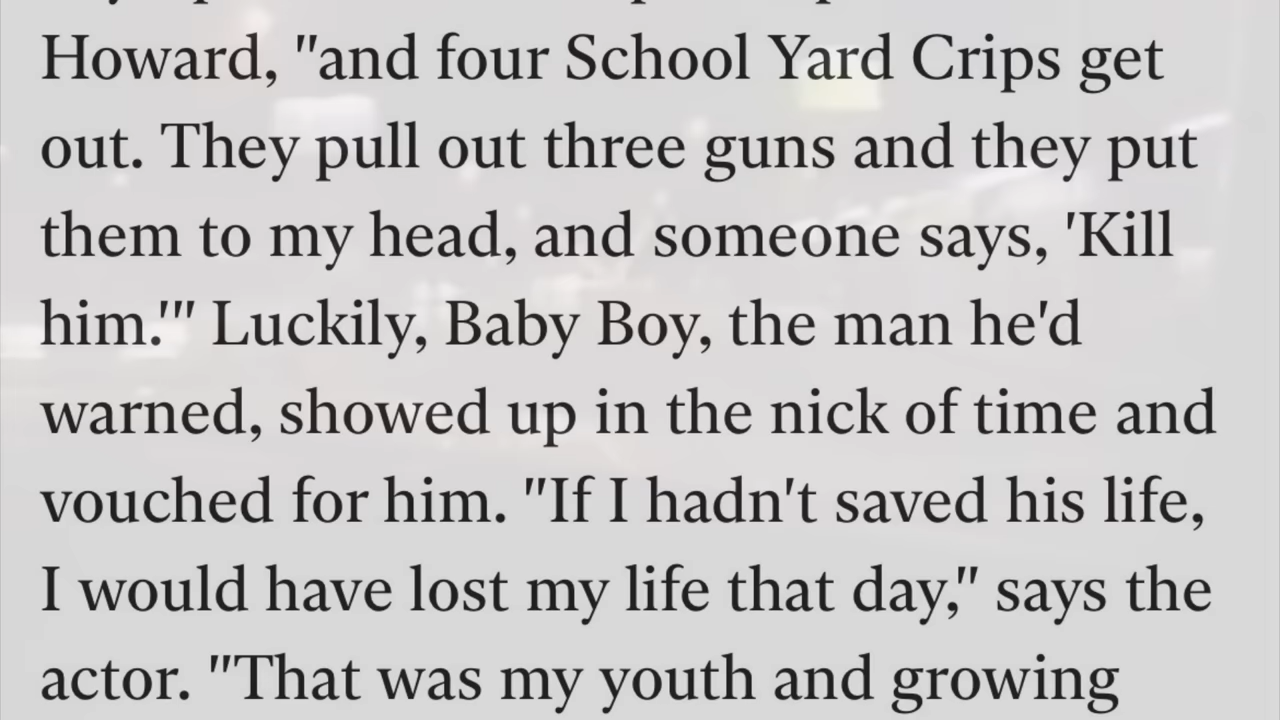 Howard, "and four School Yard Crips get
out. They pull out three guns and they put
them to my head, and someone says, 'Kill
him.'" Luckily, Baby Boy, the man he'd
warned, showed up in the nick of time and
vouched for him. "If I hadn't saved his life,
I would have lost my life that day," says the
actor. "That was my youth and growing